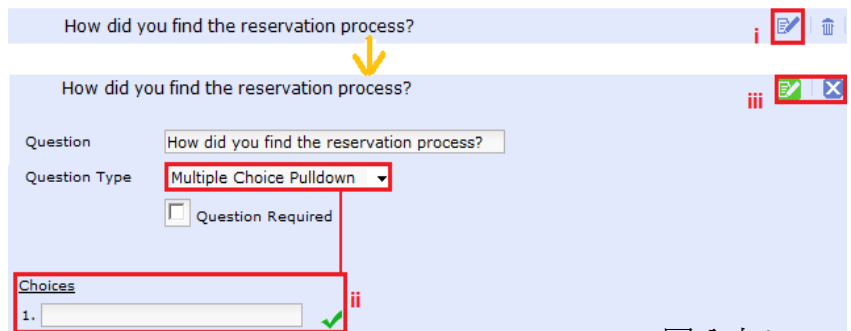 How did you find the reservation process?
i
How did you find the reservation process?
iii
Question How did you find the reservation process?
Question Type Multiple Choice Pulldown
Question Required
Choices
ii
1.